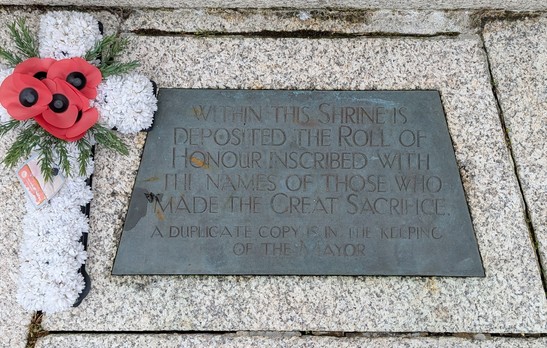 WITHIN THIS SHRINE IS
DEPOSITED THE ROLL OF
HONOUR INSCRIBED WITH
THE NAMES OF THOSE WHO
MADE THE GREAT SACRIFICE.
A DUPLICATE COPY IS IN THE KEEPING
OF THE MAYOR